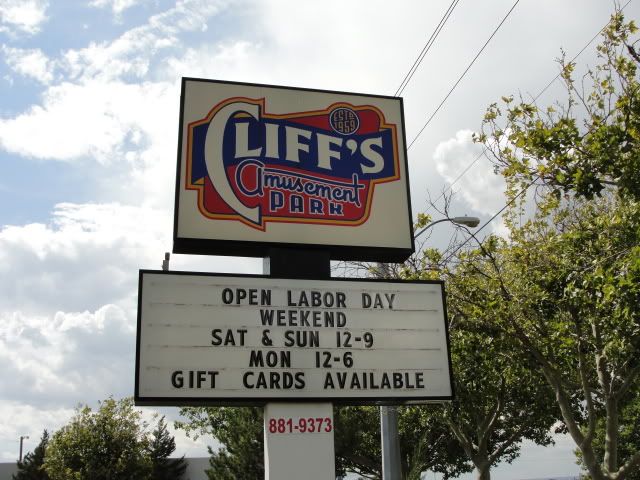 ESTD
1959
CLIFF'S
Amusement
PARK
OPEN LABOR DAY
WEEKEND
SAT & SUN 12-9
MON 12-6
GIFT CARDS AVAILABLE
881-9373